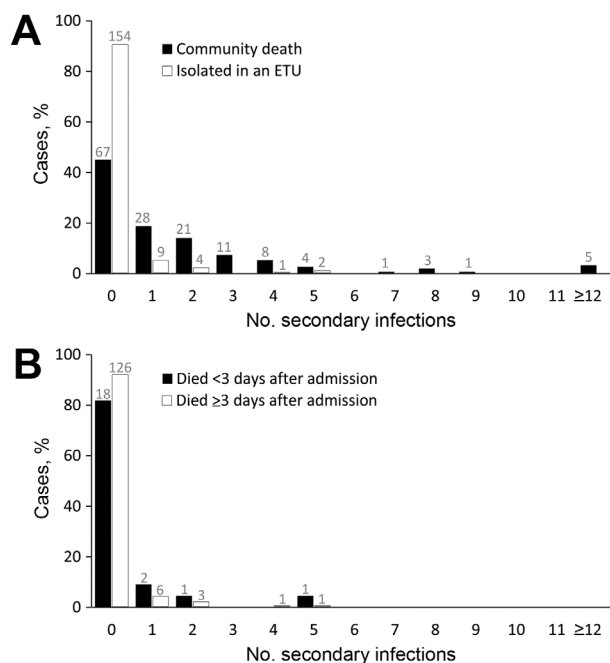 A
100
80
60
40
20
0
Cases, %
Community death
Isolated in an ETU
67 154 28 9 21 4 11 8 1 4 2 1 3 1 5
0 1 2 3 4 5 6 7 8 9 10 11 ≥12
No. secondary infections
B
100
80
60
40
20
0
Cases, %
Died <3 days after admission
Died ≥3 days after admission
18 126 2 6 1 3 1 1 1
0 1 2 3 4 5 6 7 8 9 10 11 ≥12
No. secondary infections